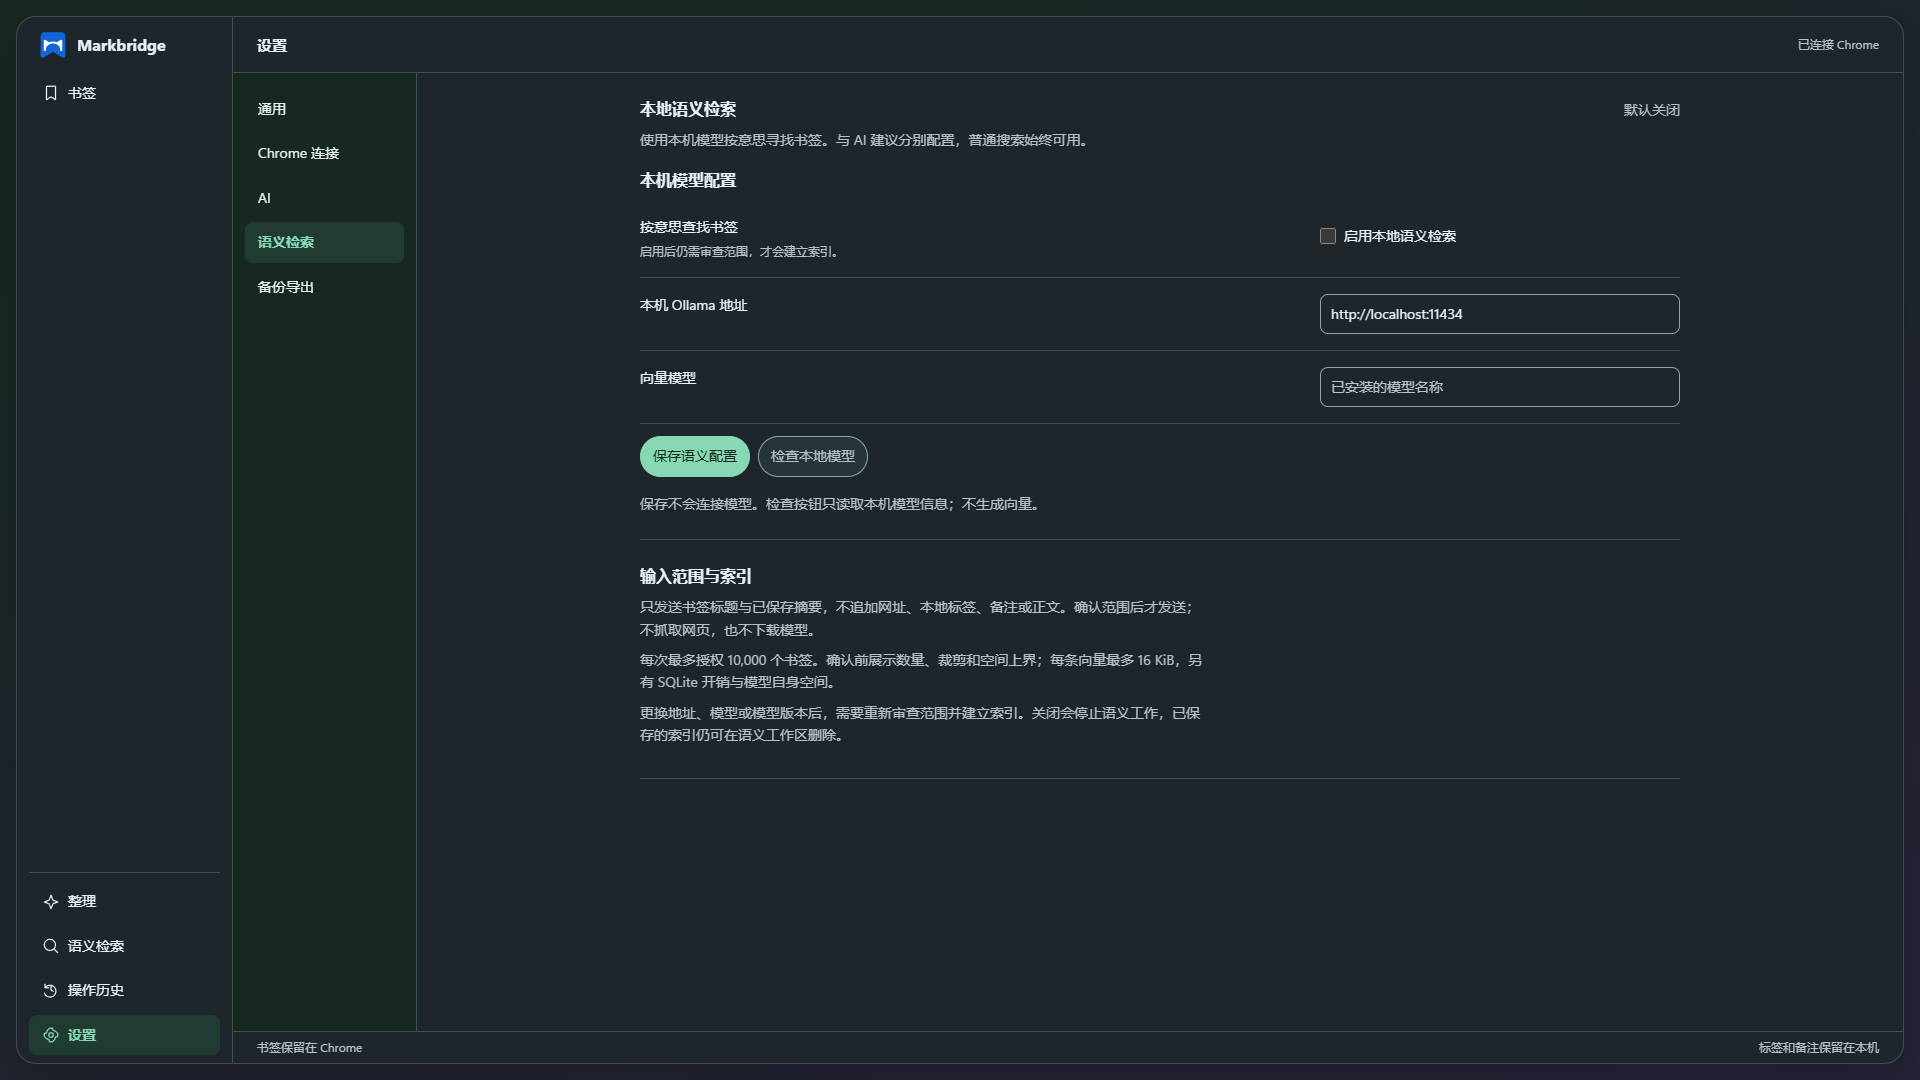 Markbridge
书签
整理
语义检索
操作历史
设置
设置
已连接 Chrome
通用
Chrome 连接
AI
语义检索
备份导出
本地语义检索
默认关闭
使用本机模型按意思寻找书签。与 AI 建议分别配置，普通搜索始终可用。
本机模型配置
按意思查找书签
启用后仍需审查范围，才会建立索引。
启用本地语义检索
本机 Ollama 地址
http://localhost:11434
向量模型
已安装的模型名称
保存语义配置
检查本地模型
保存不会连接模型。检查按钮只读取本机模型信息；不生成向量。
输入范围与索引
只发送书签标题与已保存摘要，不追加网址、本地标签、备注或正文。确认范围后才发送；
不抓取网页，也不下载模型。
每次最多授权 10,000 个书签。确认前展示数量、裁剪和空间上界；每条向量最多 16 KiB，另
有 SQLite 开销与模型自身空间。
更换地址、模型或模型版本后，需要重新审查范围并建立索引。关闭会停止语义工作，已保
存的索引仍可在语义工作区删除。
书签保留在 Chrome
标签和备注保留在本机